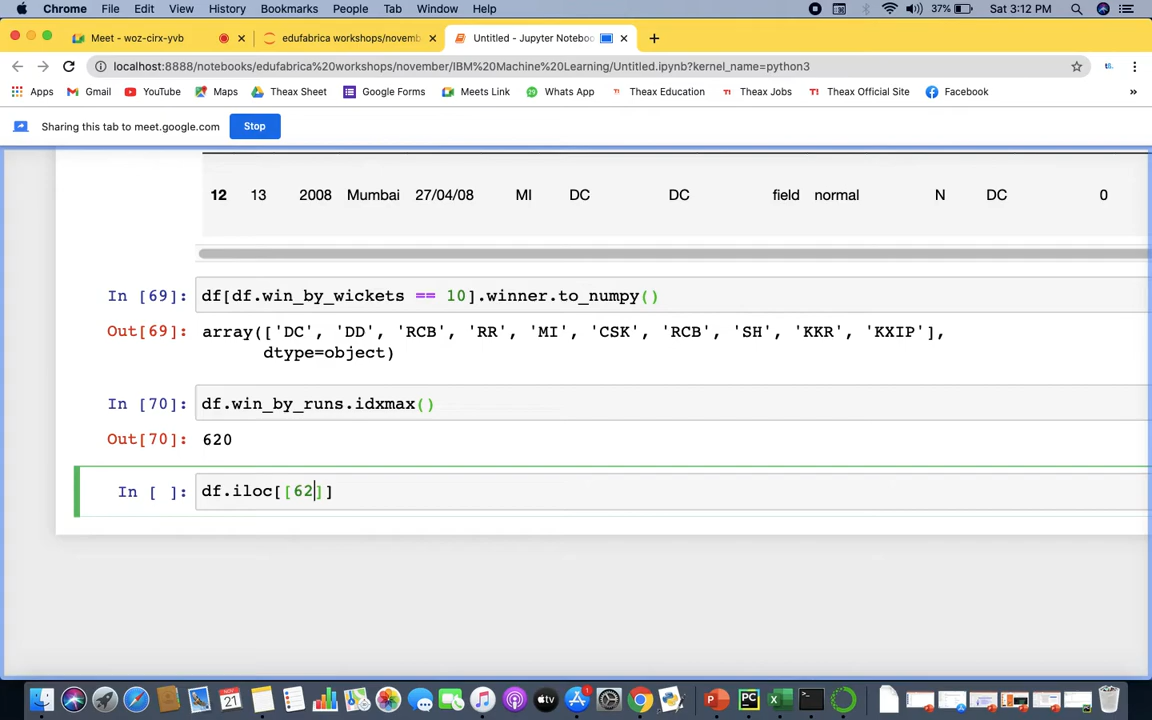 Chrome File Edit View History Bookmarks People Tab Window Help 37% Sat 3:12 PM
Meet - woz-cirx-yvb edufabrica workshops/novemb Untitled - Jupyter Noteboo
localhost:8888/notebooks/edufabrica%20workshops/november/IBM%20Machine%20Learning/Untitled.ipynb?kernel_name=python3
Apps Gmail YouTube Maps Theax Sheet Google Forms Meets Link Whats App Theax Education Theax Jobs Theax Official Site Facebook »
Sharing this tab to meet.google.com Stop
12 13 2008 Mumbai 27/04/08 MI DC DC field normal N DC 0
In [69]: df[df.win_by_wickets == 10].winner.to_numpy()
Out[69]: array(['DC', 'DD', 'RCB', 'RR', 'MI', 'CSK', 'RCB', 'SH', 'KKR', 'KXIP'],
dtype=object)
In [70]: df.win_by_runs.idxmax()
Out[70]: 620
In [ ]: df.iloc[[62]]